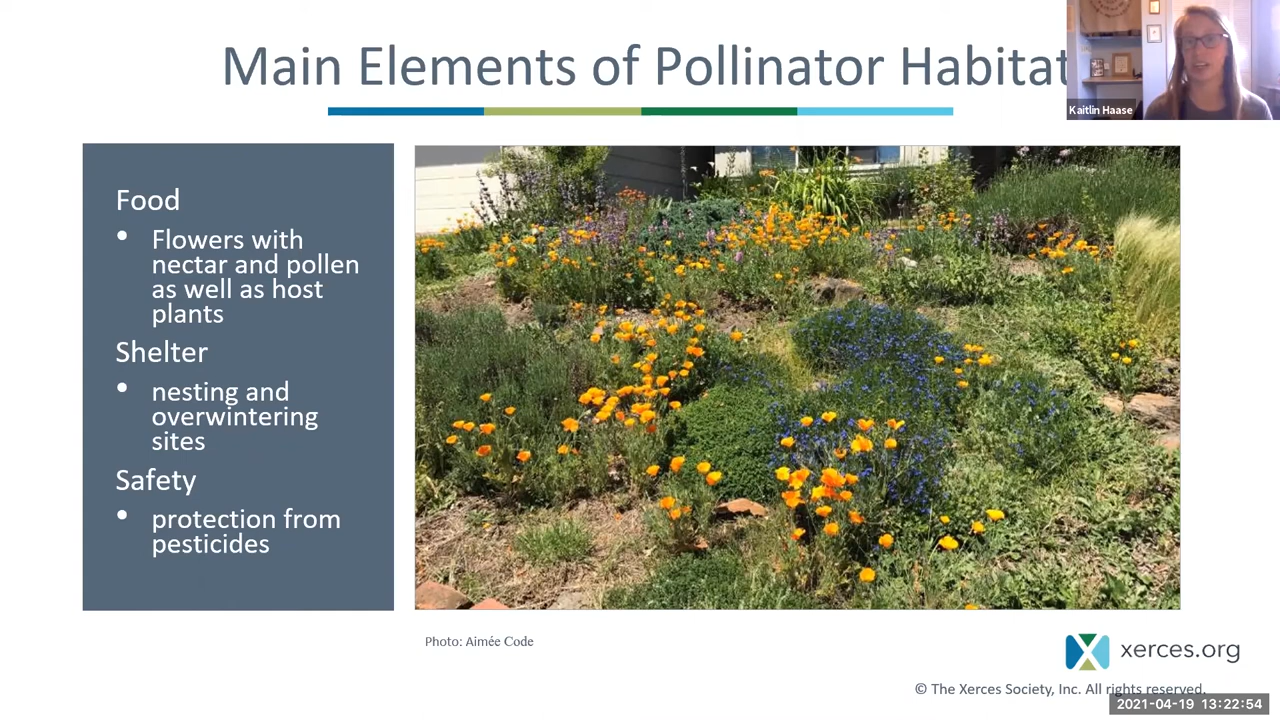 Main Elements of Pollinator Habitat
Kaitlin Haase
Food
• Flowers with
nectar and pollen
as well as host
plants
Shelter
• nesting and
overwintering
sites
Safety
• protection from
pesticides
Photo: Aimée Code
xerces.org
© The Xerces Society, Inc. All rights reserved.
2021-04-19 13:22:54